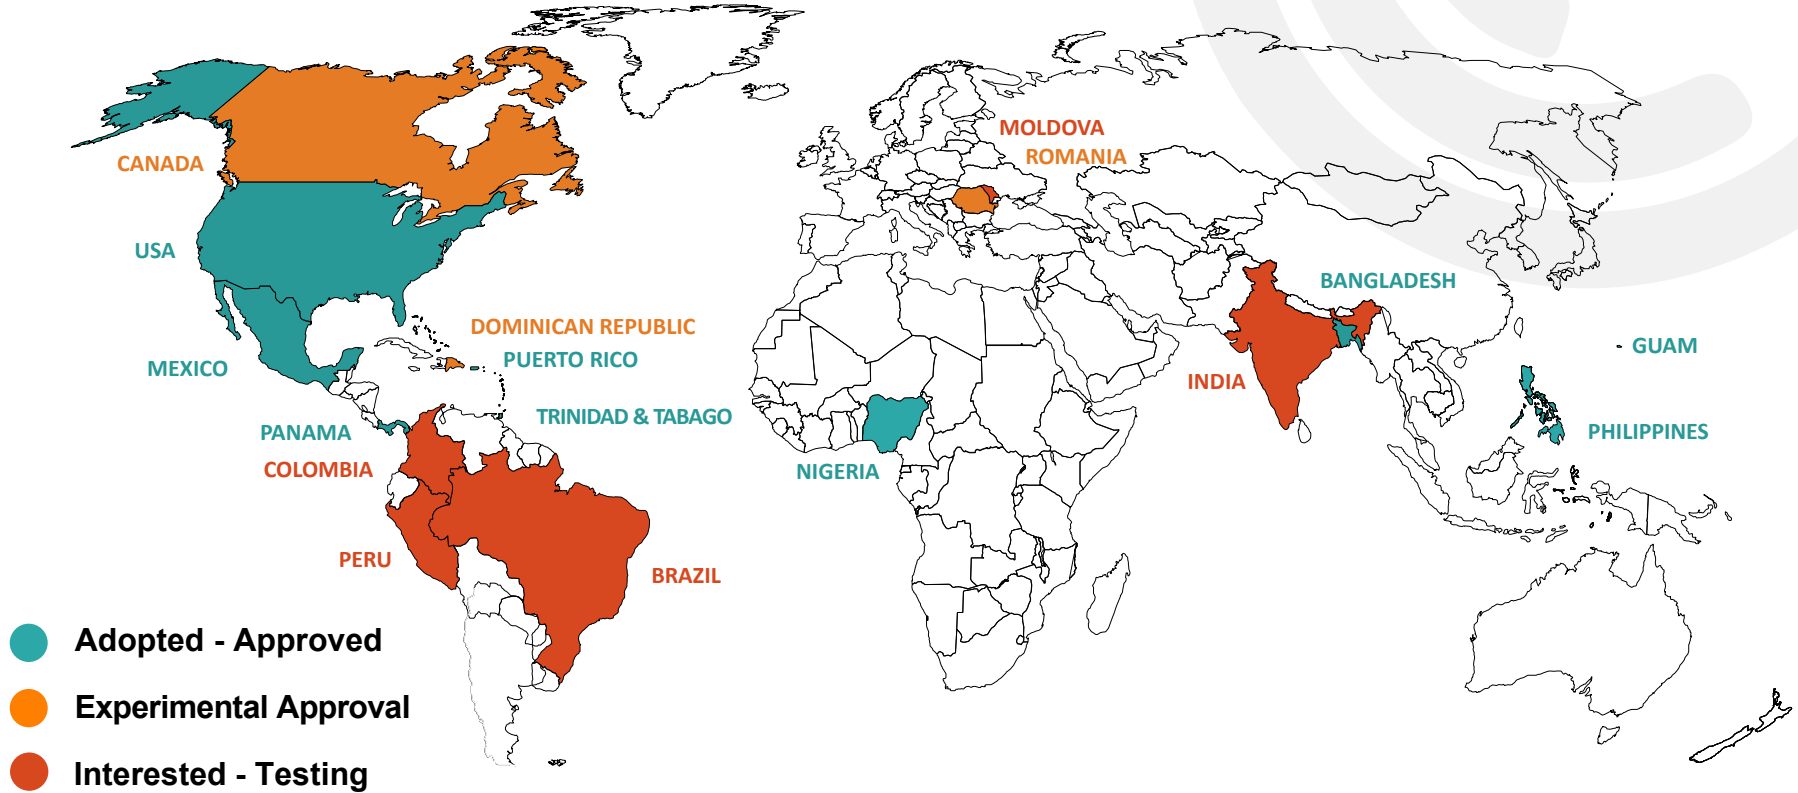 MOLDOVA
ROMANIA
CANADA
USA
BANGLADESH
DOMINICAN REPUBLIC
PUERTO RICO
GUAM
MEXICO
INDIA
TRINIDAD & TABAGO
PANAMA
PHILIPPINES
COLOMBIA
NIGERIA
PERU
BRAZIL
Adopted - Approved
Experimental Approval
Interested - Testing